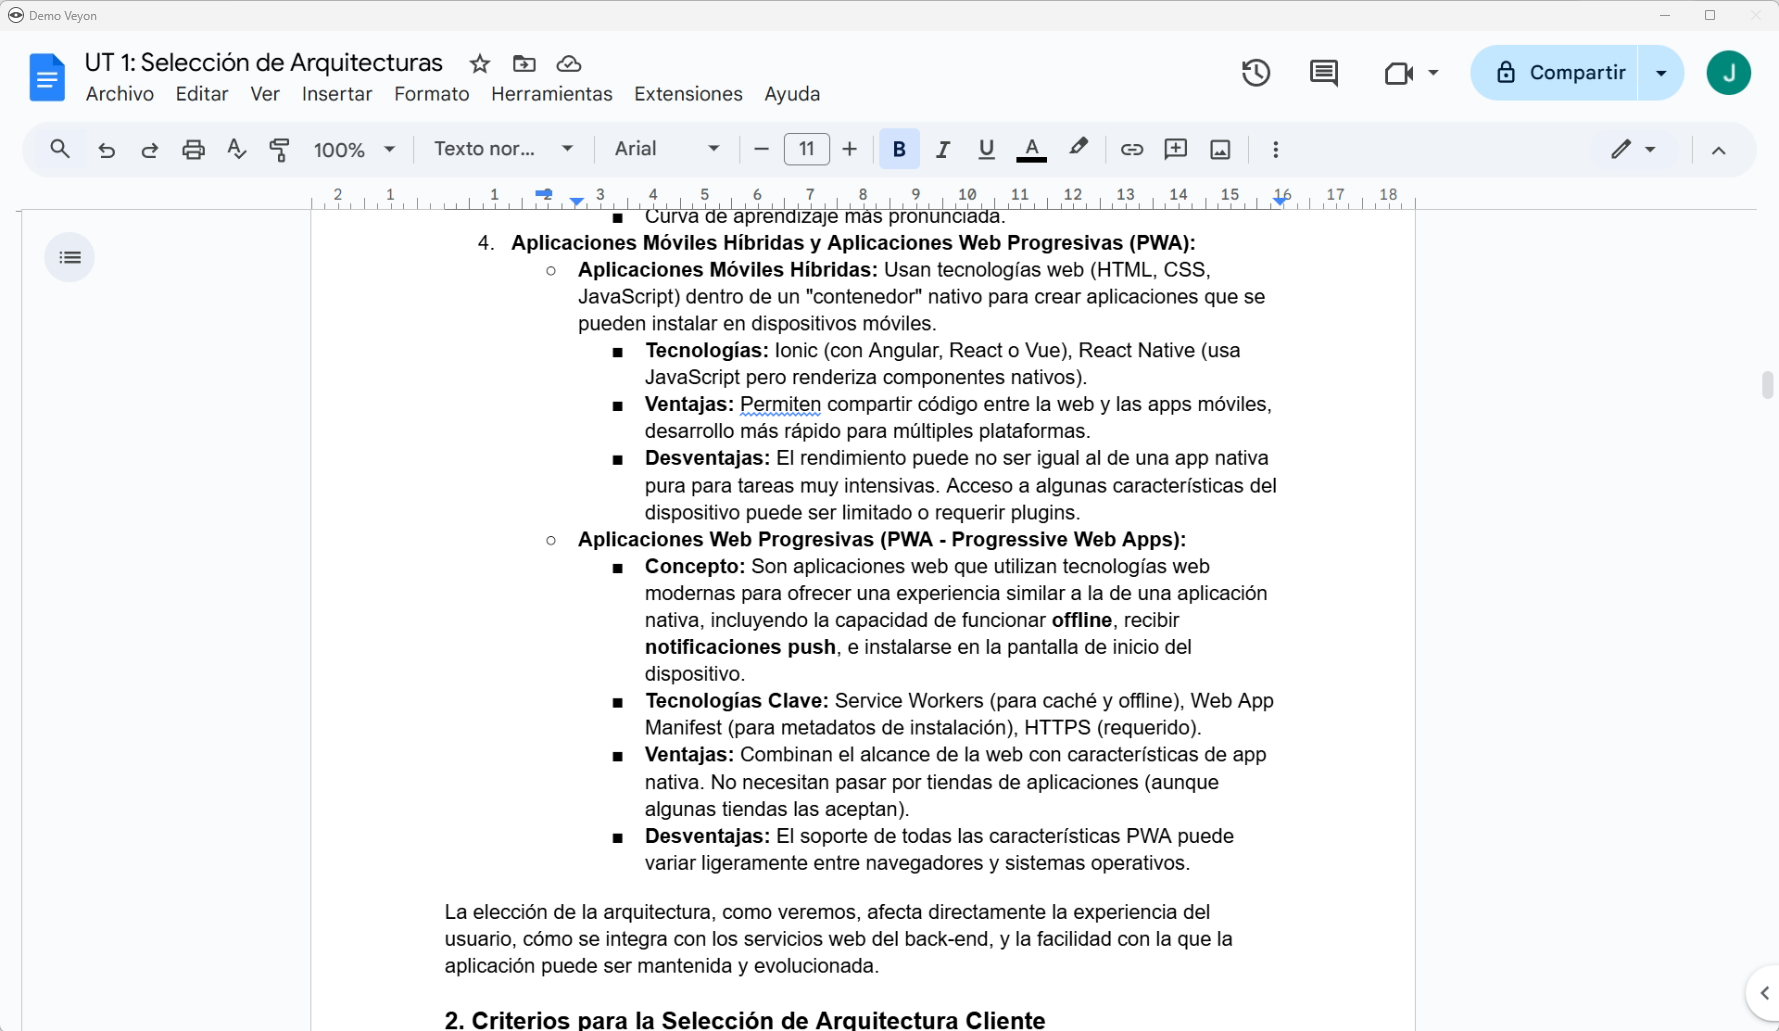 Demo Veyon
UT 1: Selección de Arquitecturas
Archivo Editar Ver Insertar Formato Herramientas Extensiones Ayuda
Compartir
J
100% Texto nor... Arial 11 B I U A
2 1 1 2 3 4 5 6 7 8 9 10 11 12 13 14 15 16 17 18
■ Curva de aprendizaje más pronunciada.
4. Aplicaciones Móviles Híbridas y Aplicaciones Web Progresivas (PWA):
○ Aplicaciones Móviles Híbridas: Usan tecnologías web (HTML, CSS,
JavaScript) dentro de un "contenedor" nativo para crear aplicaciones que se
pueden instalar en dispositivos móviles.
■ Tecnologías: Ionic (con Angular, React o Vue), React Native (usa
JavaScript pero renderiza componentes nativos).
■ Ventajas: Permiten compartir código entre la web y las apps móviles,
desarrollo más rápido para múltiples plataformas.
■ Desventajas: El rendimiento puede no ser igual al de una app nativa
pura para tareas muy intensivas. Acceso a algunas características del
dispositivo puede ser limitado o requerir plugins.
○ Aplicaciones Web Progresivas (PWA - Progressive Web Apps):
■ Concepto: Son aplicaciones web que utilizan tecnologías web
modernas para ofrecer una experiencia similar a la de una aplicación
nativa, incluyendo la capacidad de funcionar offline, recibir
notificaciones push, e instalarse en la pantalla de inicio del
dispositivo.
■ Tecnologías Clave: Service Workers (para caché y offline), Web App
Manifest (para metadatos de instalación), HTTPS (requerido).
■ Ventajas: Combinan el alcance de la web con características de app
nativa. No necesitan pasar por tiendas de aplicaciones (aunque
algunas tiendas las aceptan).
■ Desventajas: El soporte de todas las características PWA puede
variar ligeramente entre navegadores y sistemas operativos.
La elección de la arquitectura, como veremos, afecta directamente la experiencia del
usuario, cómo se integra con los servicios web del back-end, y la facilidad con la que la
aplicación puede ser mantenida y evolucionada.
2. Criterios para la Selección de Arquitectura Cliente